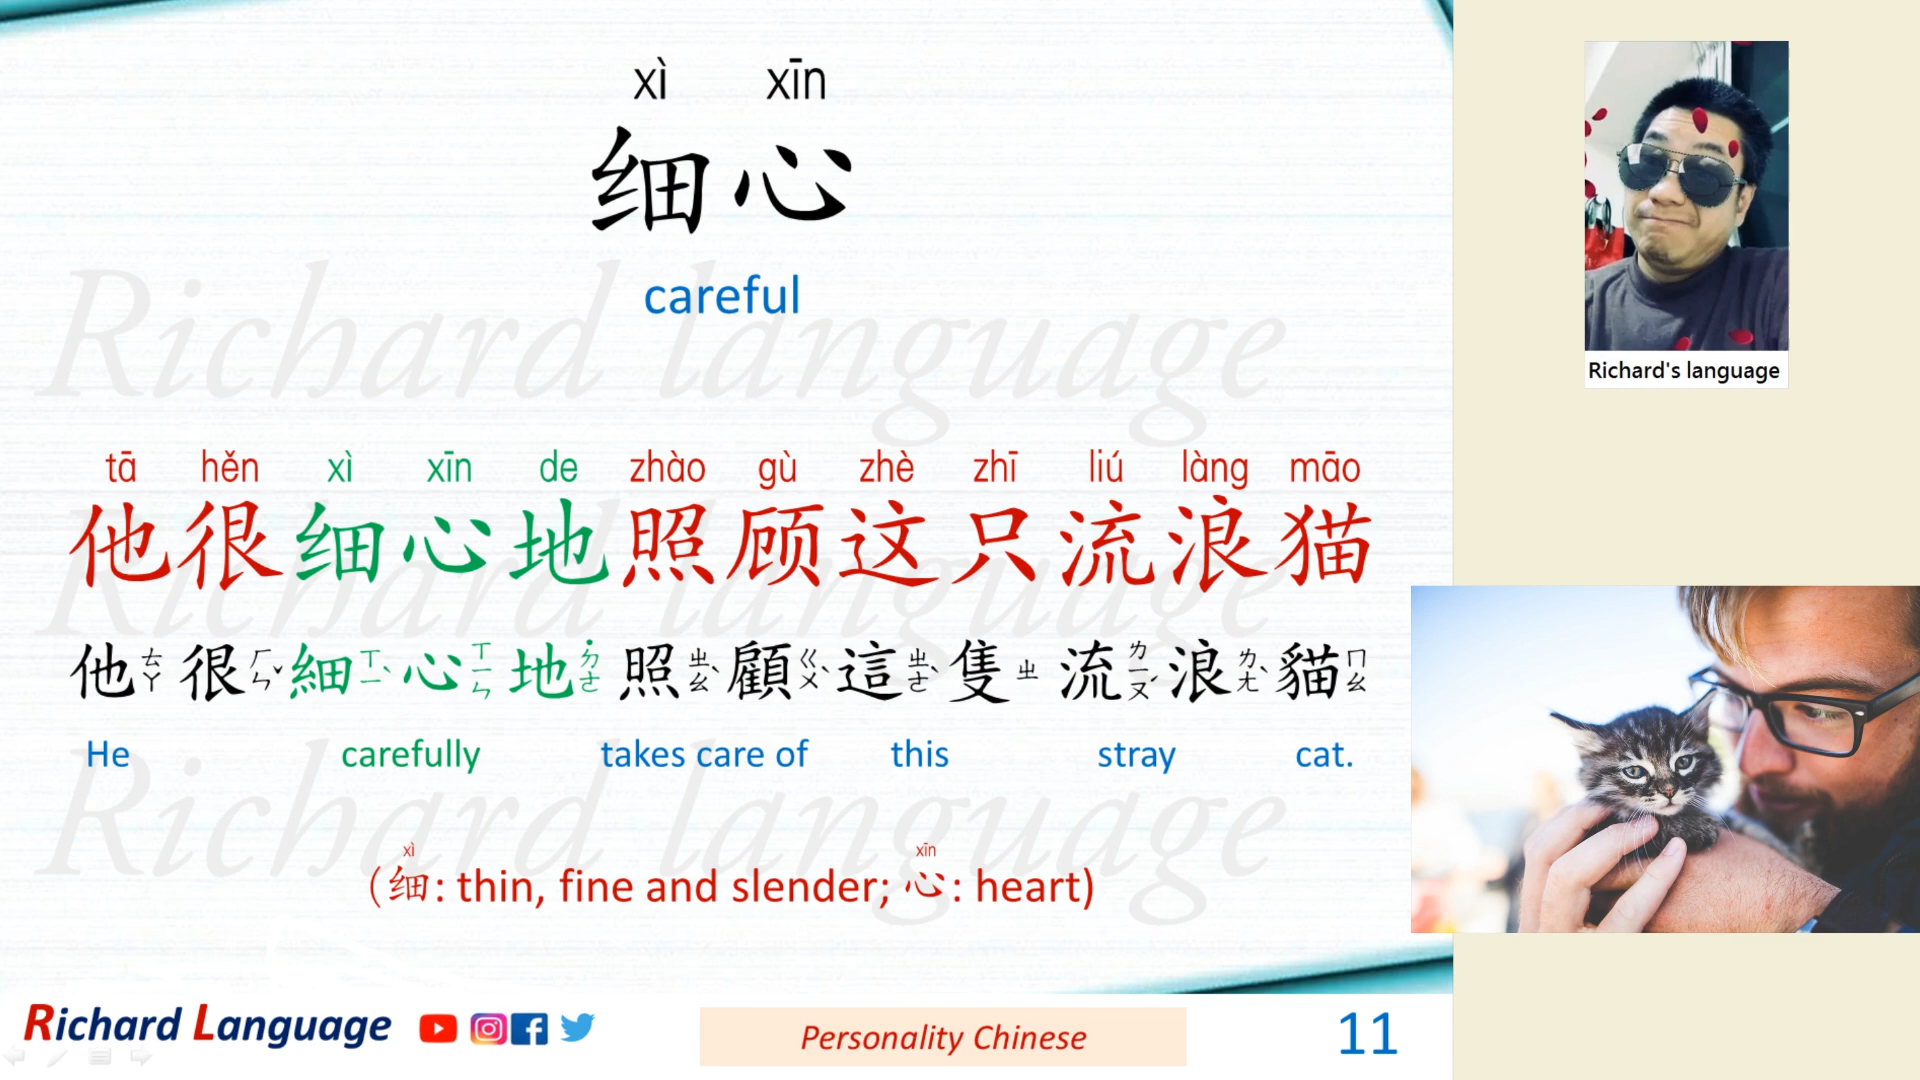 xì xīn
细心
careful
Richard language
tā hěn xì xīn de zhào gù zhè zhī liú làng māo
他很细心地照顾这只流浪猫
Richard language
他ㄊㄚ 很ㄏㄣˇ 細ㄒㄧˋ 心ㄒㄧㄣ 地˙ㄉㄜ 照ㄓㄠˋ 顧ㄍㄨˋ 這ㄓㄜˋ 隻ㄓ 流ㄌㄧㄡˊ 浪ㄌㄤˋ 貓ㄇㄠ
He carefully takes care of this stray cat.
Richard language
xì xīn
(细: thin, fine and slender; 心: heart)
Richard Language
Personality Chinese
11
Richard's language